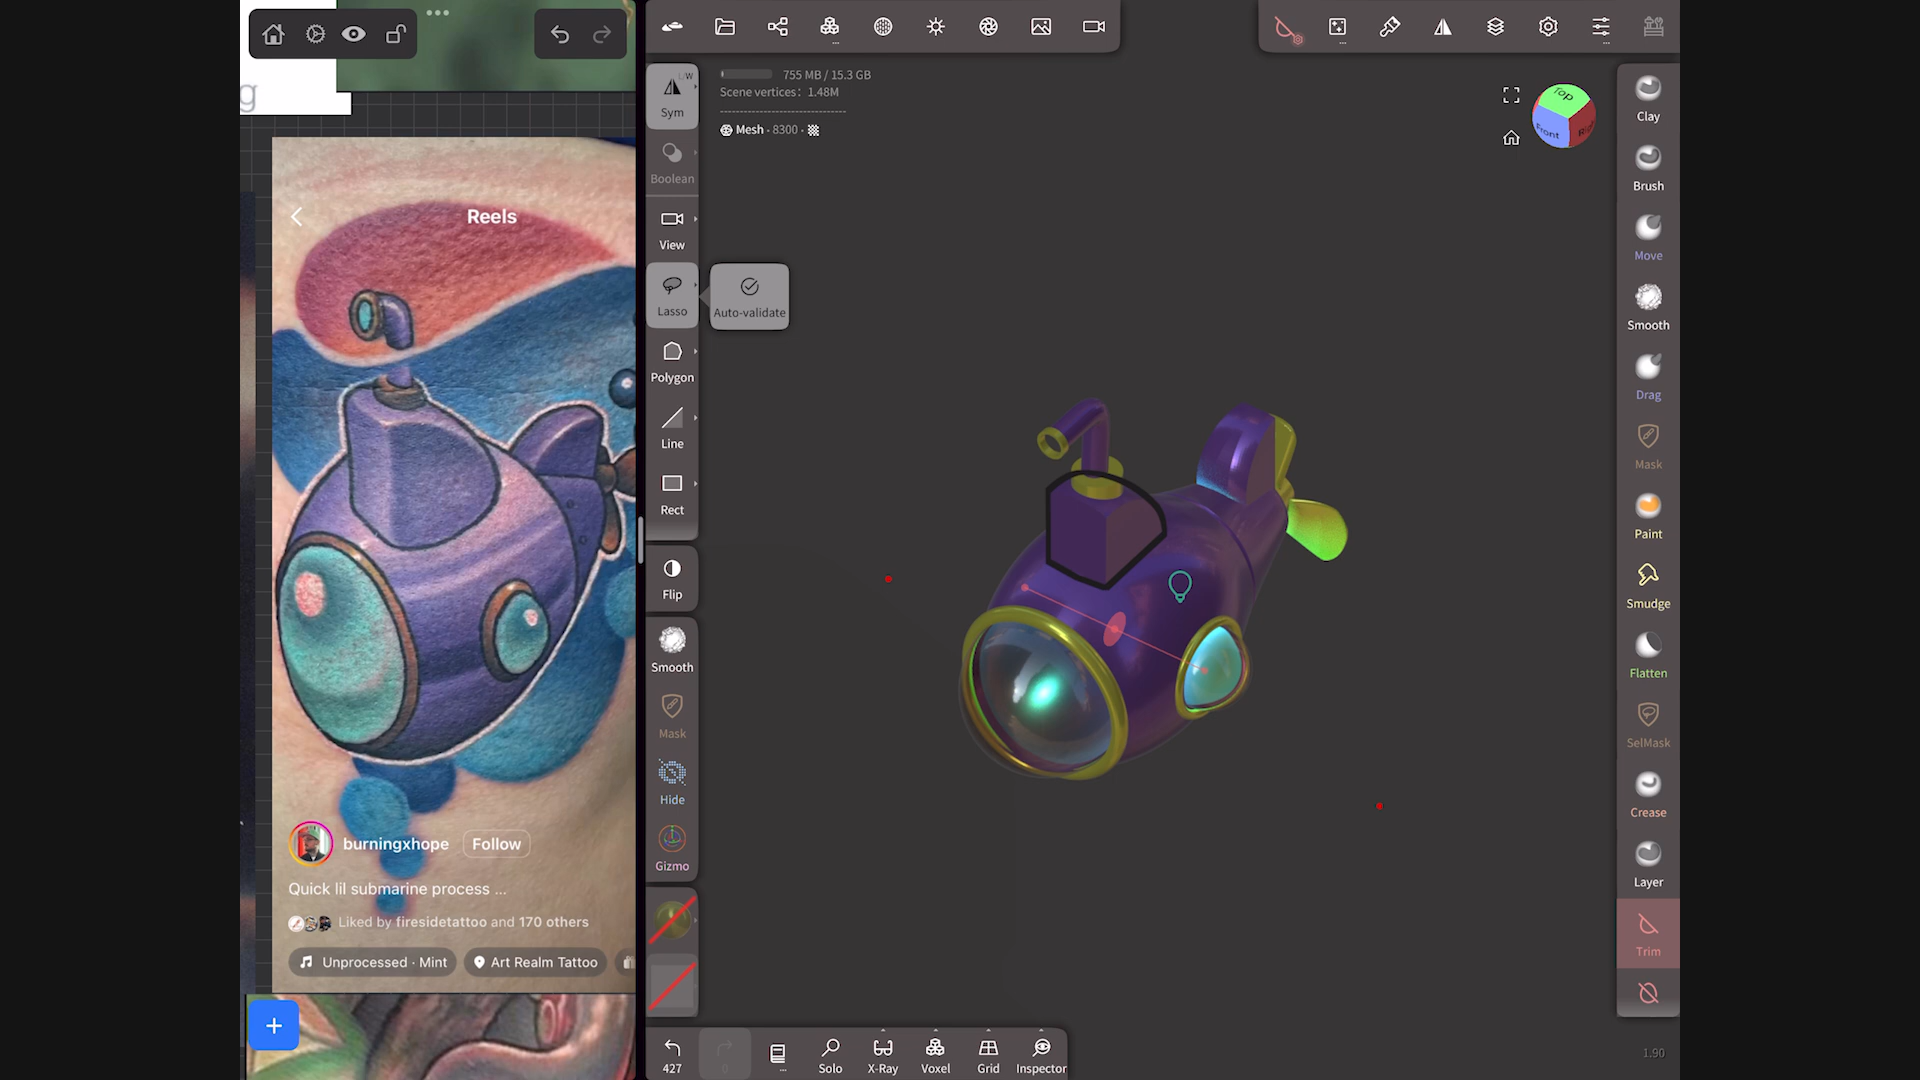 g
Reels
burningxhope
Follow
Quick lil submarine process ...
Liked by firesidetattoo and 170 others
Unprocessed · Mint
Art Realm Tattoo
755 MB / 15.3 GB
Scene vertices: 1.48M
Mesh · 8300 ·
Top
Front
L/W
Sym
Boolean
View
Lasso
Auto-validate
Polygon
Line
Rect
Flip
Smooth
Mask
Hide
Gizmo
427
0
Solo
X-Ray
Voxel
Grid
Inspector
Clay
Brush
Move
Smooth
Drag
Mask
Paint
Smudge
Flatten
SelMask
Crease
Layer
Trim
1.90